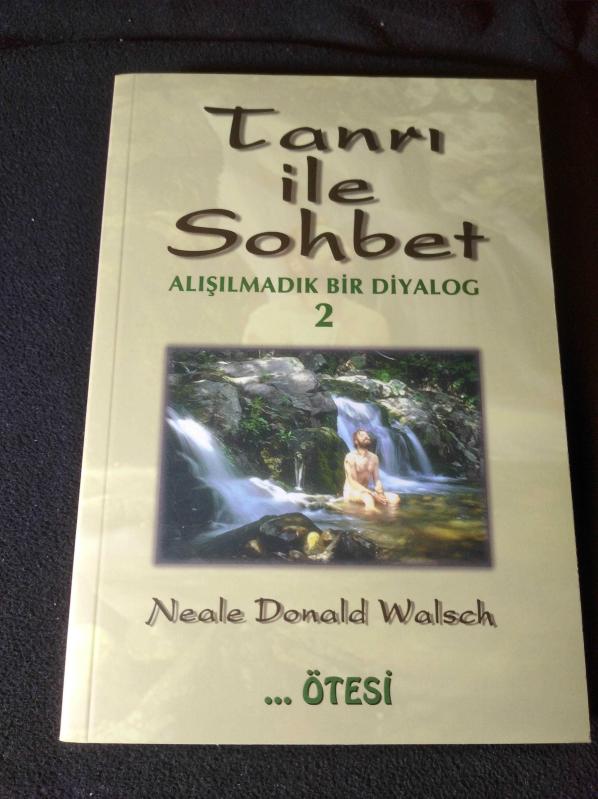 Tanrı
ile
Sohbet
ALIŞILMADIK BİR DİYALOG
2
Neale Donald Walsch
... ÖTESİ